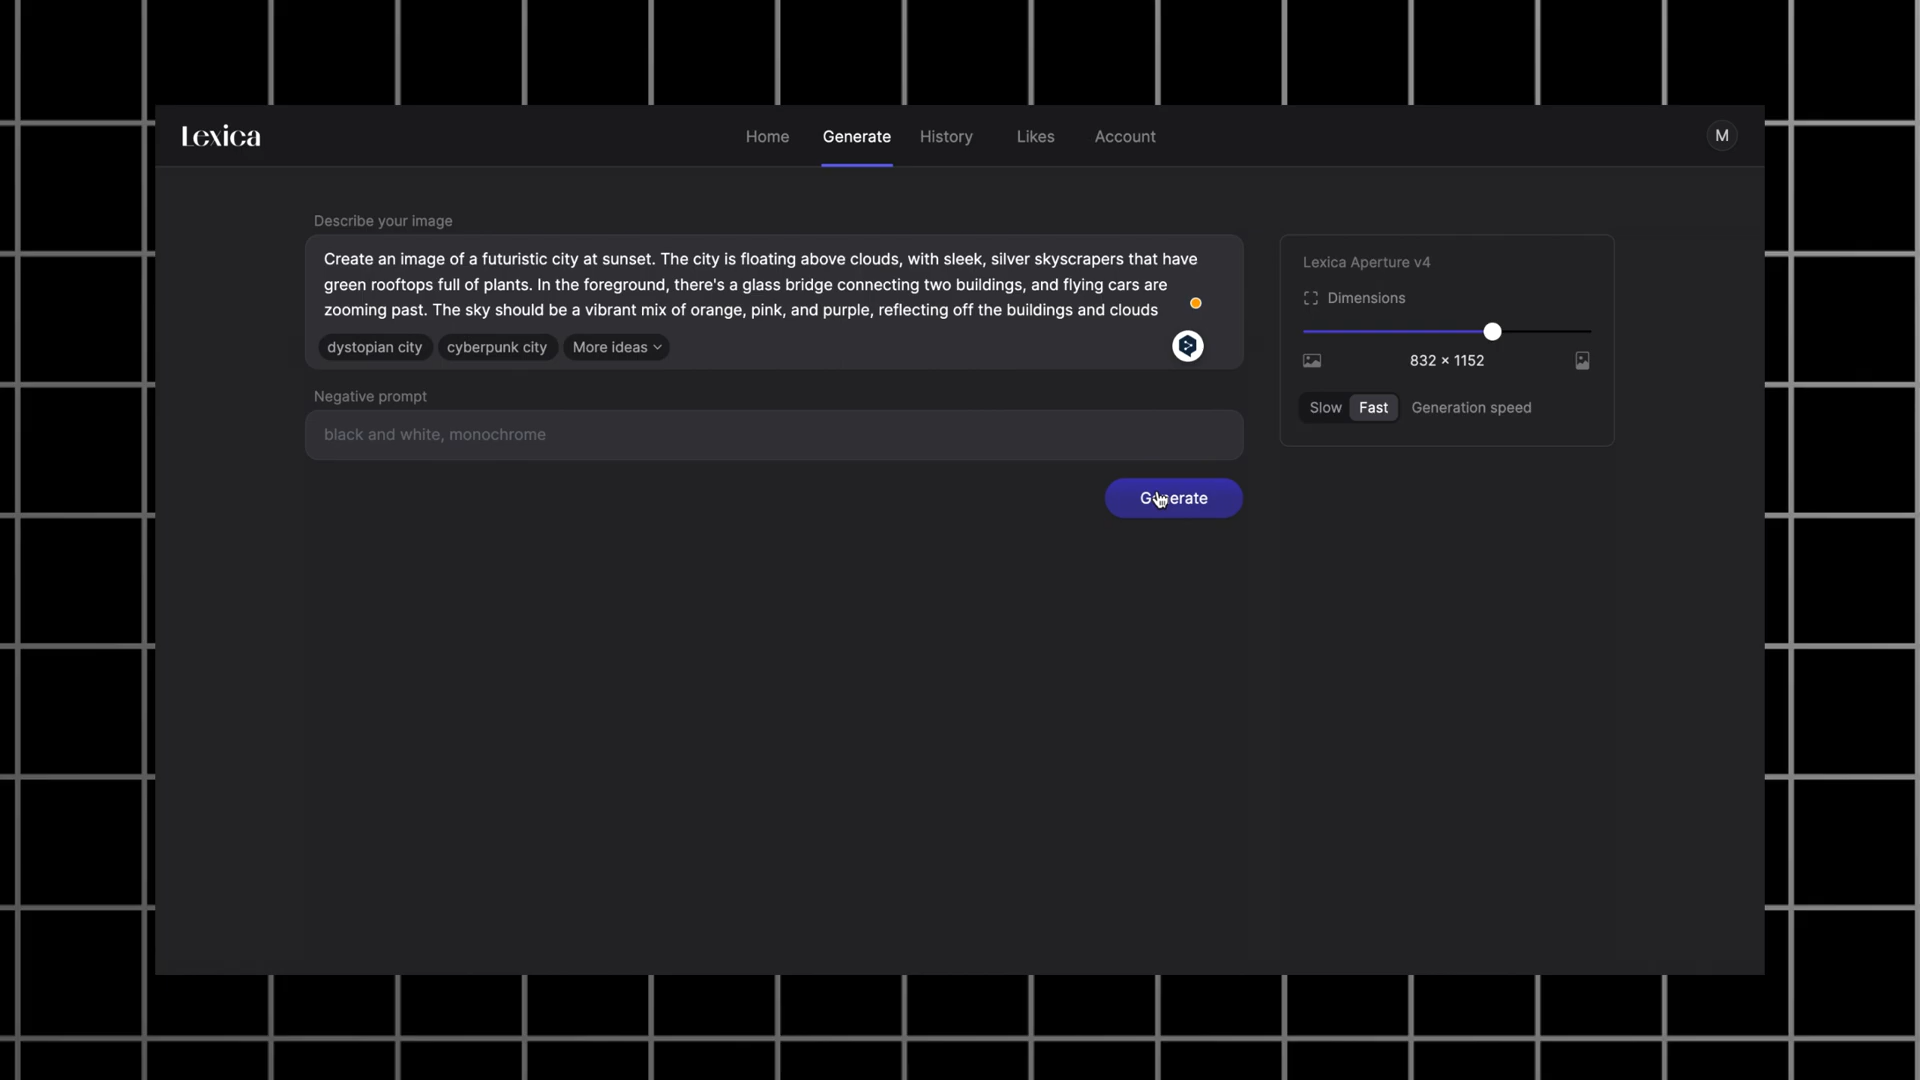 Lexica
Home Generate History Likes Account
M
Describe your image
Create an image of a futuristic city at sunset. The city is floating above clouds, with sleek, silver skyscrapers that have
green rooftops full of plants. In the foreground, there's a glass bridge connecting two buildings, and flying cars are
zooming past. The sky should be a vibrant mix of orange, pink, and purple, reflecting off the buildings and clouds
dystopian city cyberpunk city More ideas
Negative prompt
black and white, monochrome
Generate
Lexica Aperture v4
Dimensions
832 × 1152
Slow Fast Generation speed